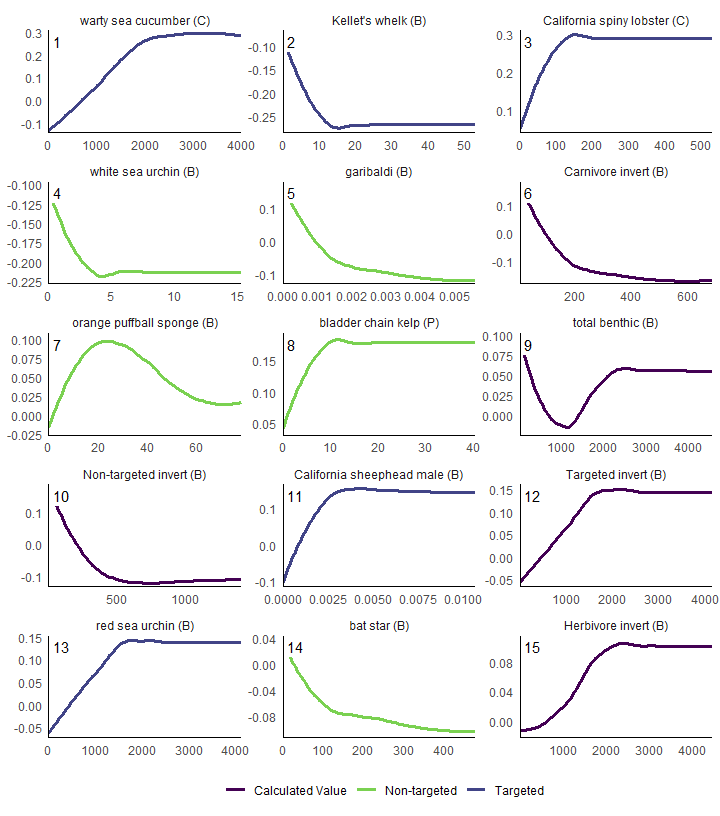 warty sea cucumber (C) Kellet's whelk (B) California spiny lobster (C)
1 2 3
0.3 0.2 0.1 0.0 -0.1
0 1000 2000 3000 4000
-0.10 -0.15 -0.20 -0.25
0 10 20 30 40 50
0.3 0.2 0.1
0 100 200 300 400 500
white sea urchin (B) garibaldi (B) Carnivore invert (B)
4 5 6
-0.100 -0.125 -0.150 -0.175 -0.200 -0.225
0 5 10 15
0.1 0.0 -0.1
0.000 0.001 0.002 0.003 0.004 0.005
0.1 0.0 -0.1
200 400 600
orange puffball sponge (B) bladder chain kelp (P) total benthic (B)
7 8 9
0.100 0.075 0.050 0.025 0.000 -0.025
0 20 40 60
0.15 0.10 0.05
0 10 20 30 40
0.100 0.075 0.050 0.025 0.000
1000 2000 3000 4000
Non-targeted invert (B) California sheephead male (B) Targeted invert (B)
10 11 12
0.1 0.0 -0.1
500 1000
0.1 0.0 -0.1
0.0000 0.0025 0.0050 0.0075 0.0100
0.15 0.10 0.05 0.00 -0.05
1000 2000 3000 4000
red sea urchin (B) bat star (B) Herbivore invert (B)
13 14 15
0.15 0.10 0.05 0.00 -0.05
0 1000 2000 3000 4000
0.04 0.00 -0.04 -0.08
0 100 200 300 400
0.08 0.04 0.00
1000 2000 3000 4000
Calculated Value Non-targeted Targeted